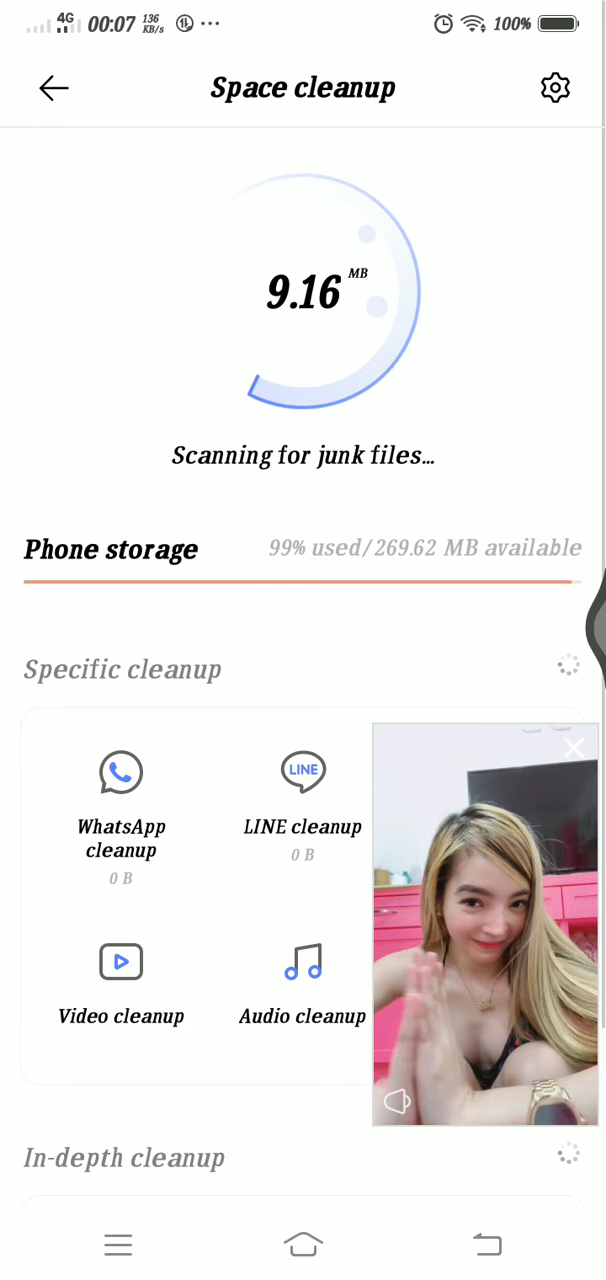 4G 00:07 136 KB/s ... 100%
Space cleanup
9.16 MB
Scanning for junk files...
Phone storage 99% used/269.62 MB available
Specific cleanup
WhatsApp
cleanup
0 B
LINE
LINE cleanup
0 B
Video cleanup
Audio cleanup
In-depth cleanup